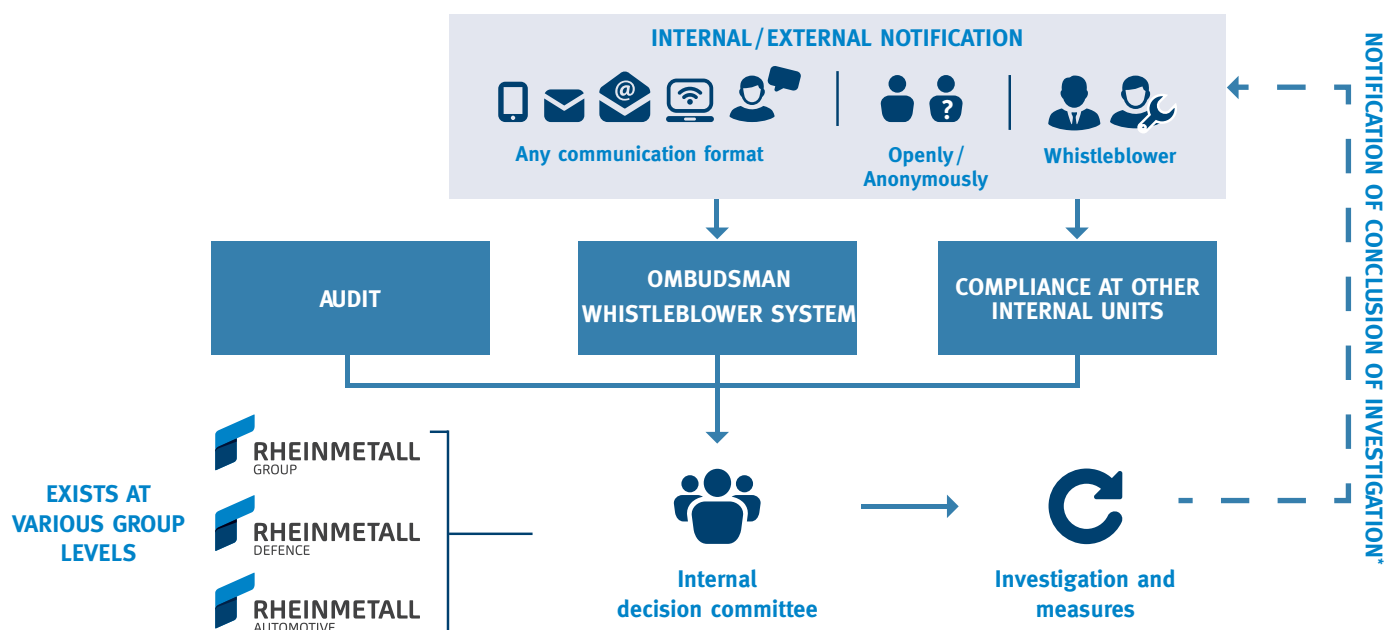 INTERNAL/EXTERNAL NOTIFICATION
@
?
Any communication format
Openly/
Anonymously
Whistleblower
NOTIFICATION OF CONCLUSION OF INVESTIGATION*
AUDIT
OMBUDSMAN
WHISTLEBLOWER SYSTEM
COMPLIANCE AT OTHER
INTERNAL UNITS
EXISTS AT
VARIOUS GROUP
LEVELS
RHEINMETALL
GROUP
RHEINMETALL
DEFENCE
RHEINMETALL
AUTOMOTIVE
Internal
decision committee
Investigation and
measures